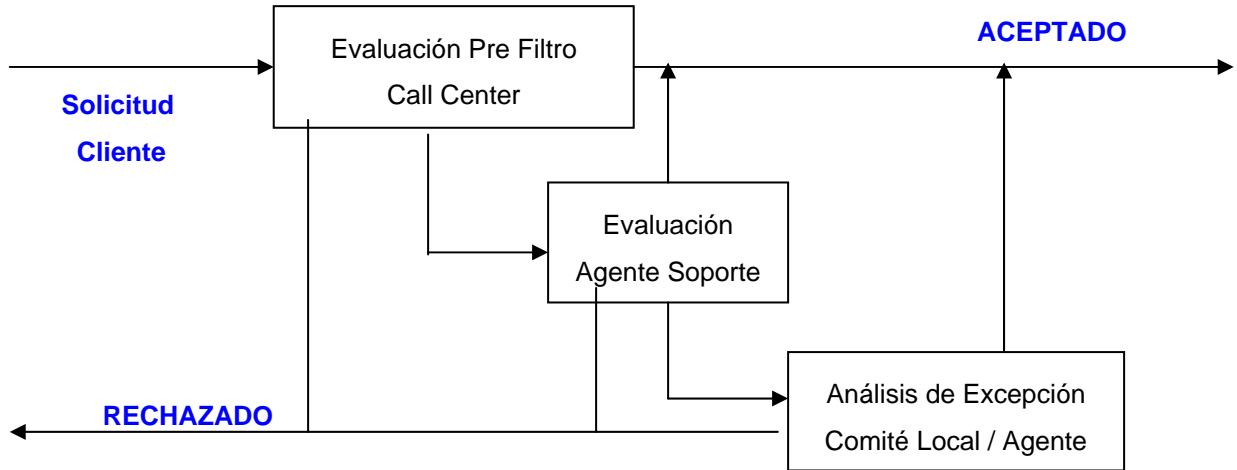 Evaluación Pre Filtro
Call Center
ACEPTADO
Solicitud
Cliente
Evaluación
Agente Soporte
Análisis de Excepción
Comité Local / Agente
RECHAZADO